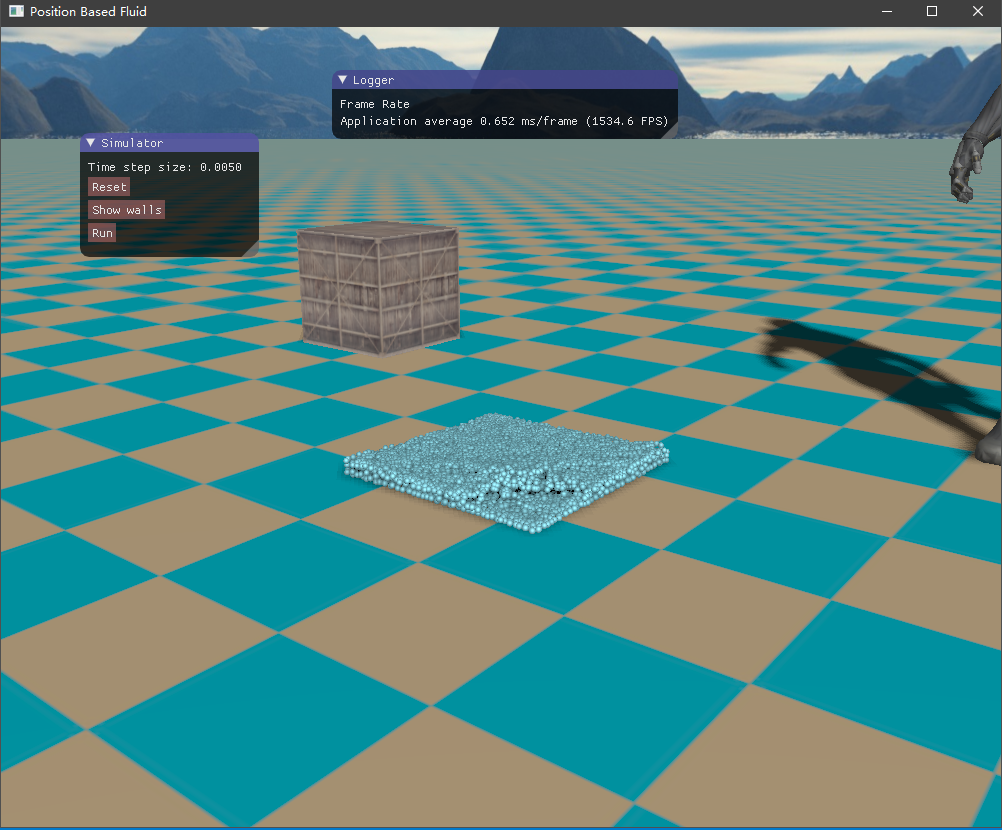 Position Based Fluid
Logger
Frame Rate
Application average 0.652 ms/frame (1534.6 FPS)
Simulator
Time step size: 0.0050
Reset
Show walls
Run